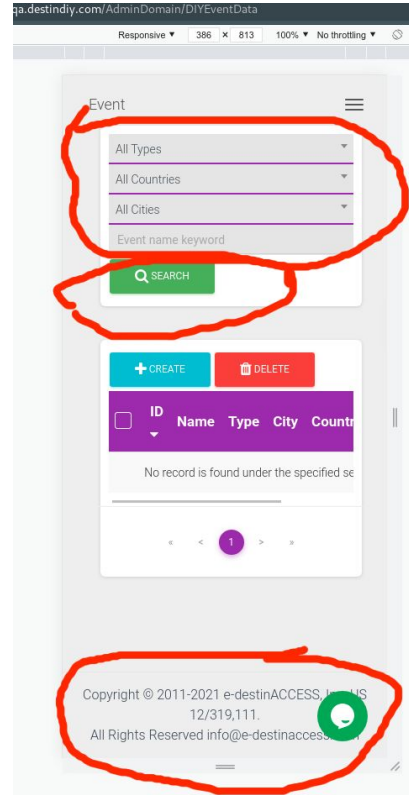 qa.destindiy.com/AdminDomain/DIYEventData
Responsive ▼ 386 × 813 100% ▼ No throttling ▼
Event
All Types
All Countries
All Cities
Event name keyword
SEARCH
CREATE DELETE
ID Name Type City Countr
No record is found under the specified se
« < 1 > »
Copyright © 2011-2021 e-destinACCESS, US
12/319,111.
All Rights Reserved info@e-destinacces